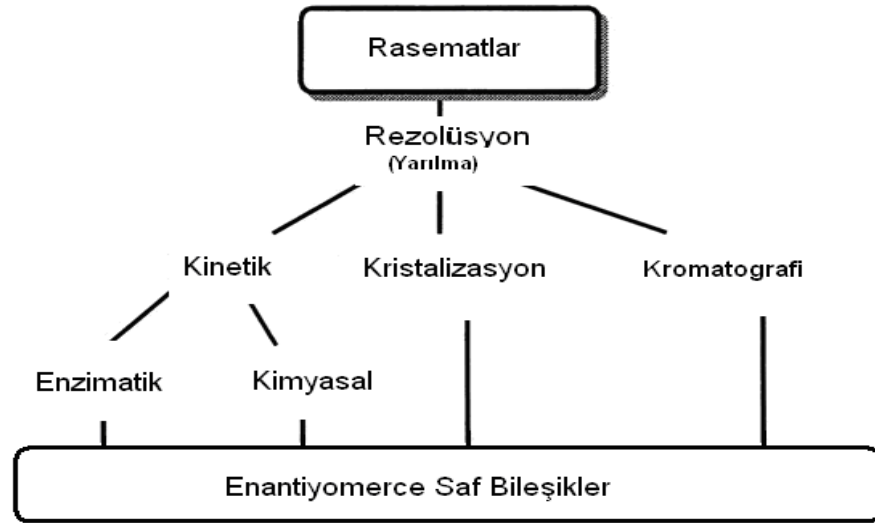 Rasematlar
Rezolüsyon
(Yarılma)
Kinetik
Kristalizasyon
Kromatografi
Enzimatik
Kimyasal
Enantiyomerce Saf Bileşikler